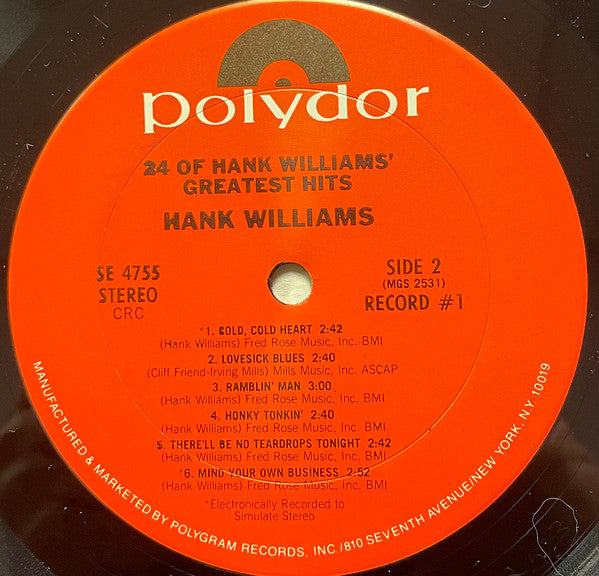 polydor
24 OF HANK WILLIAMS'
GREATEST HITS
HANK WILLIAMS
SE 4755
STEREO
CRC
SIDE 2
(MGS 2531)
RECORD #1
*1. COLD, COLD HEART 2:42
(Hank Williams) Fred Rose Music, Inc. BMI
2. LOVESICK BLUES 2:40
(Cliff Friend-Irving Mills) Mills Music, Inc. ASCAP
3. RAMBLIN' MAN 3:00
(Hank Williams) Fred Rose Music, Inc. BMI
4. HONKY TONKIN' 2:40
(Hank Williams) Fred Rose Music, Inc. BMI
5. THERE'LL BE NO TEARDROPS TONIGHT 2:42
(Hank Williams) Fred Rose Music, Inc. BMI
*6. MIND YOUR OWN BUSINESS 2:52
(Hank Williams) Fred Rose Music, Inc. BMI
*Electronically Recorded to
Simulate Stereo
MANUFACTURED & MARKETED BY POLYGRAM RECORDS, INC./810 SEVENTH AVENUE/NEW YORK, N.Y. 10019